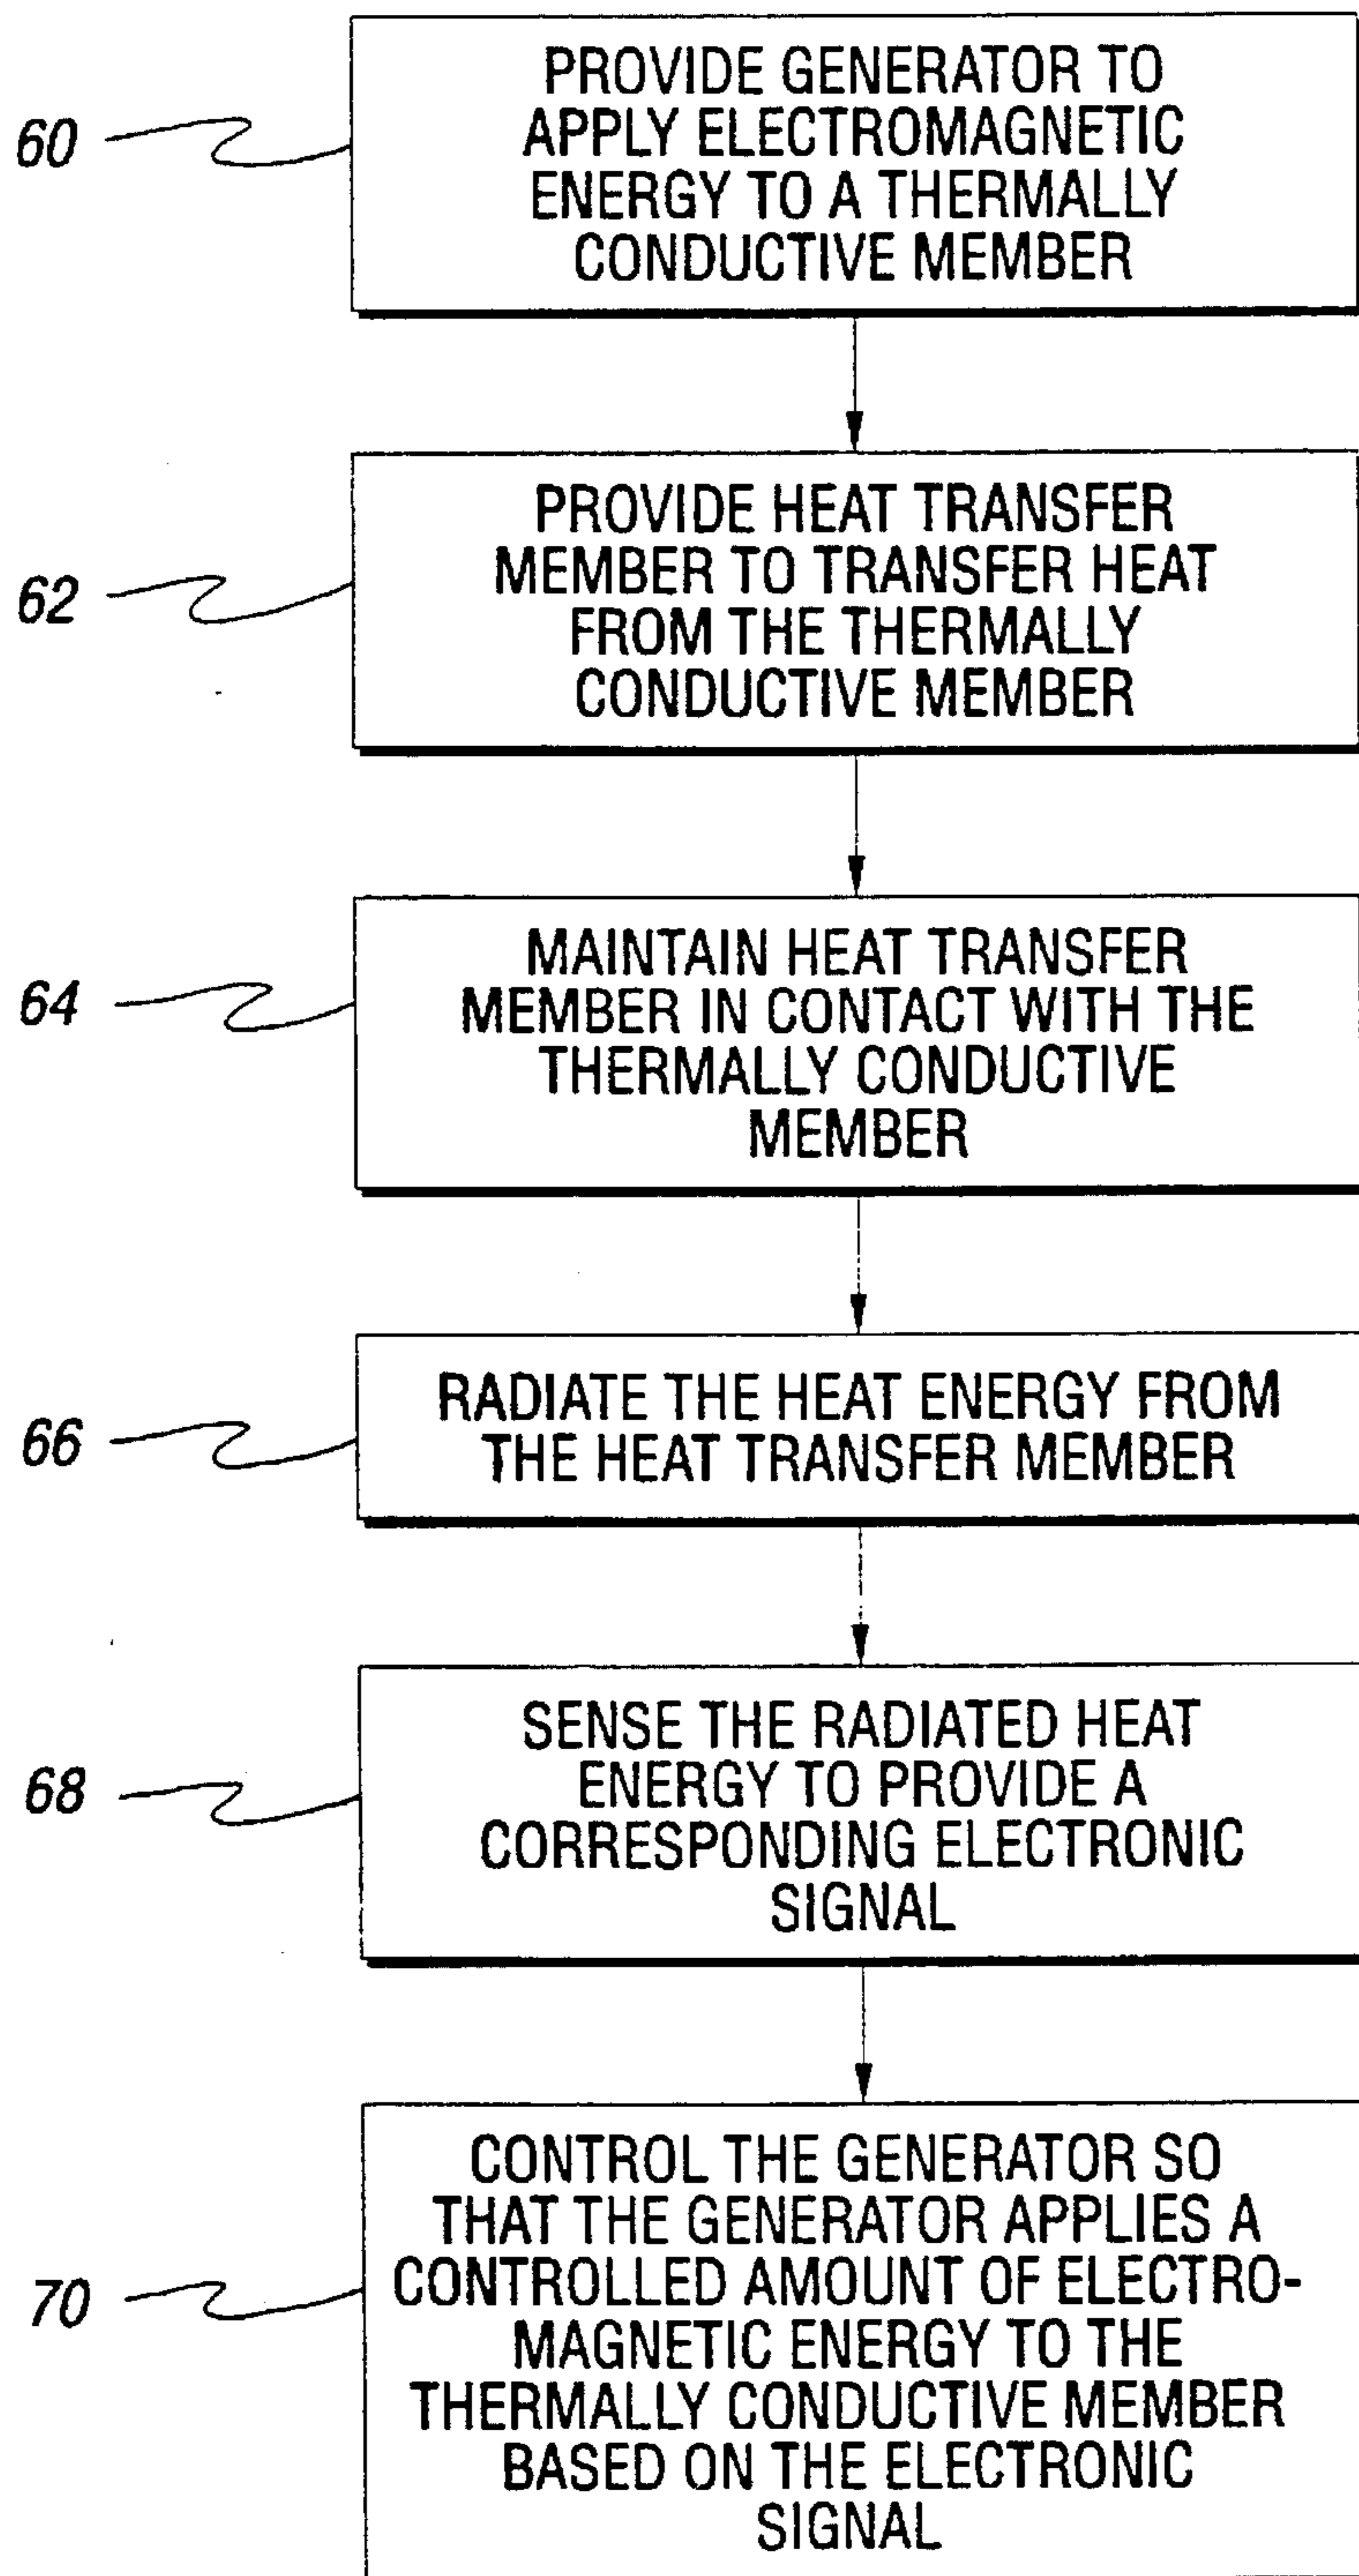 60
PROVIDE GENERATOR TO
APPLY ELECTROMAGNETIC
ENERGY TO A THERMALLY
CONDUCTIVE MEMBER
62
PROVIDE HEAT TRANSFER
MEMBER TO TRANSFER HEAT
FROM THE THERMALLY
CONDUCTIVE MEMBER
64
MAINTAIN HEAT TRANSFER
MEMBER IN CONTACT WITH THE
THERMALLY CONDUCTIVE
MEMBER
66
RADIATE THE HEAT ENERGY FROM
THE HEAT TRANSFER MEMBER
68
SENSE THE RADIATED HEAT
ENERGY TO PROVIDE A
CORRESPONDING ELECTRONIC
SIGNAL
70
CONTROL THE GENERATOR SO
THAT THE GENERATOR APPLIES A
CONTROLLED AMOUNT OF ELECTRO-
MAGNETIC ENERGY TO THE
THERMALLY CONDUCTIVE MEMBER
BASED ON THE ELECTRONIC
SIGNAL